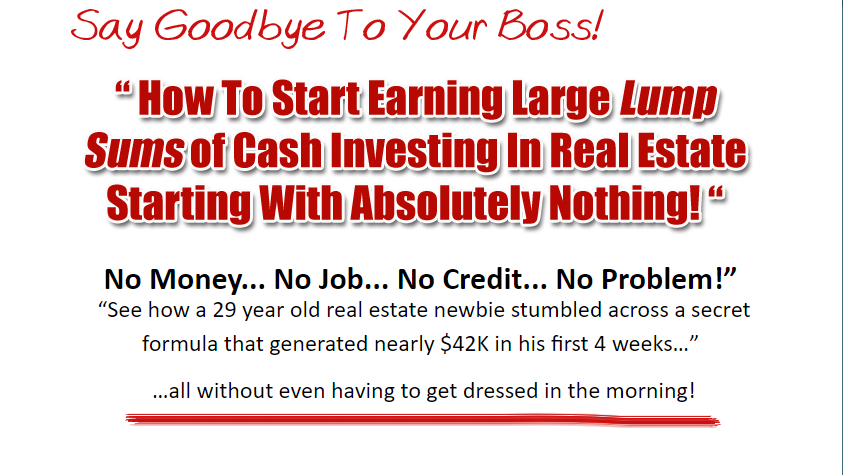 Say Goodbye To Your Boss!
“ How To Start Earning Large Lump
Sums of Cash Investing In Real Estate
Starting With Absolutely Nothing! “
No Money... No Job... No Credit... No Problem!”
“See how a 29 year old real estate newbie stumbled across a secret
formula that generated nearly $42K in his first 4 weeks...”
...all without even having to get dressed in the morning!